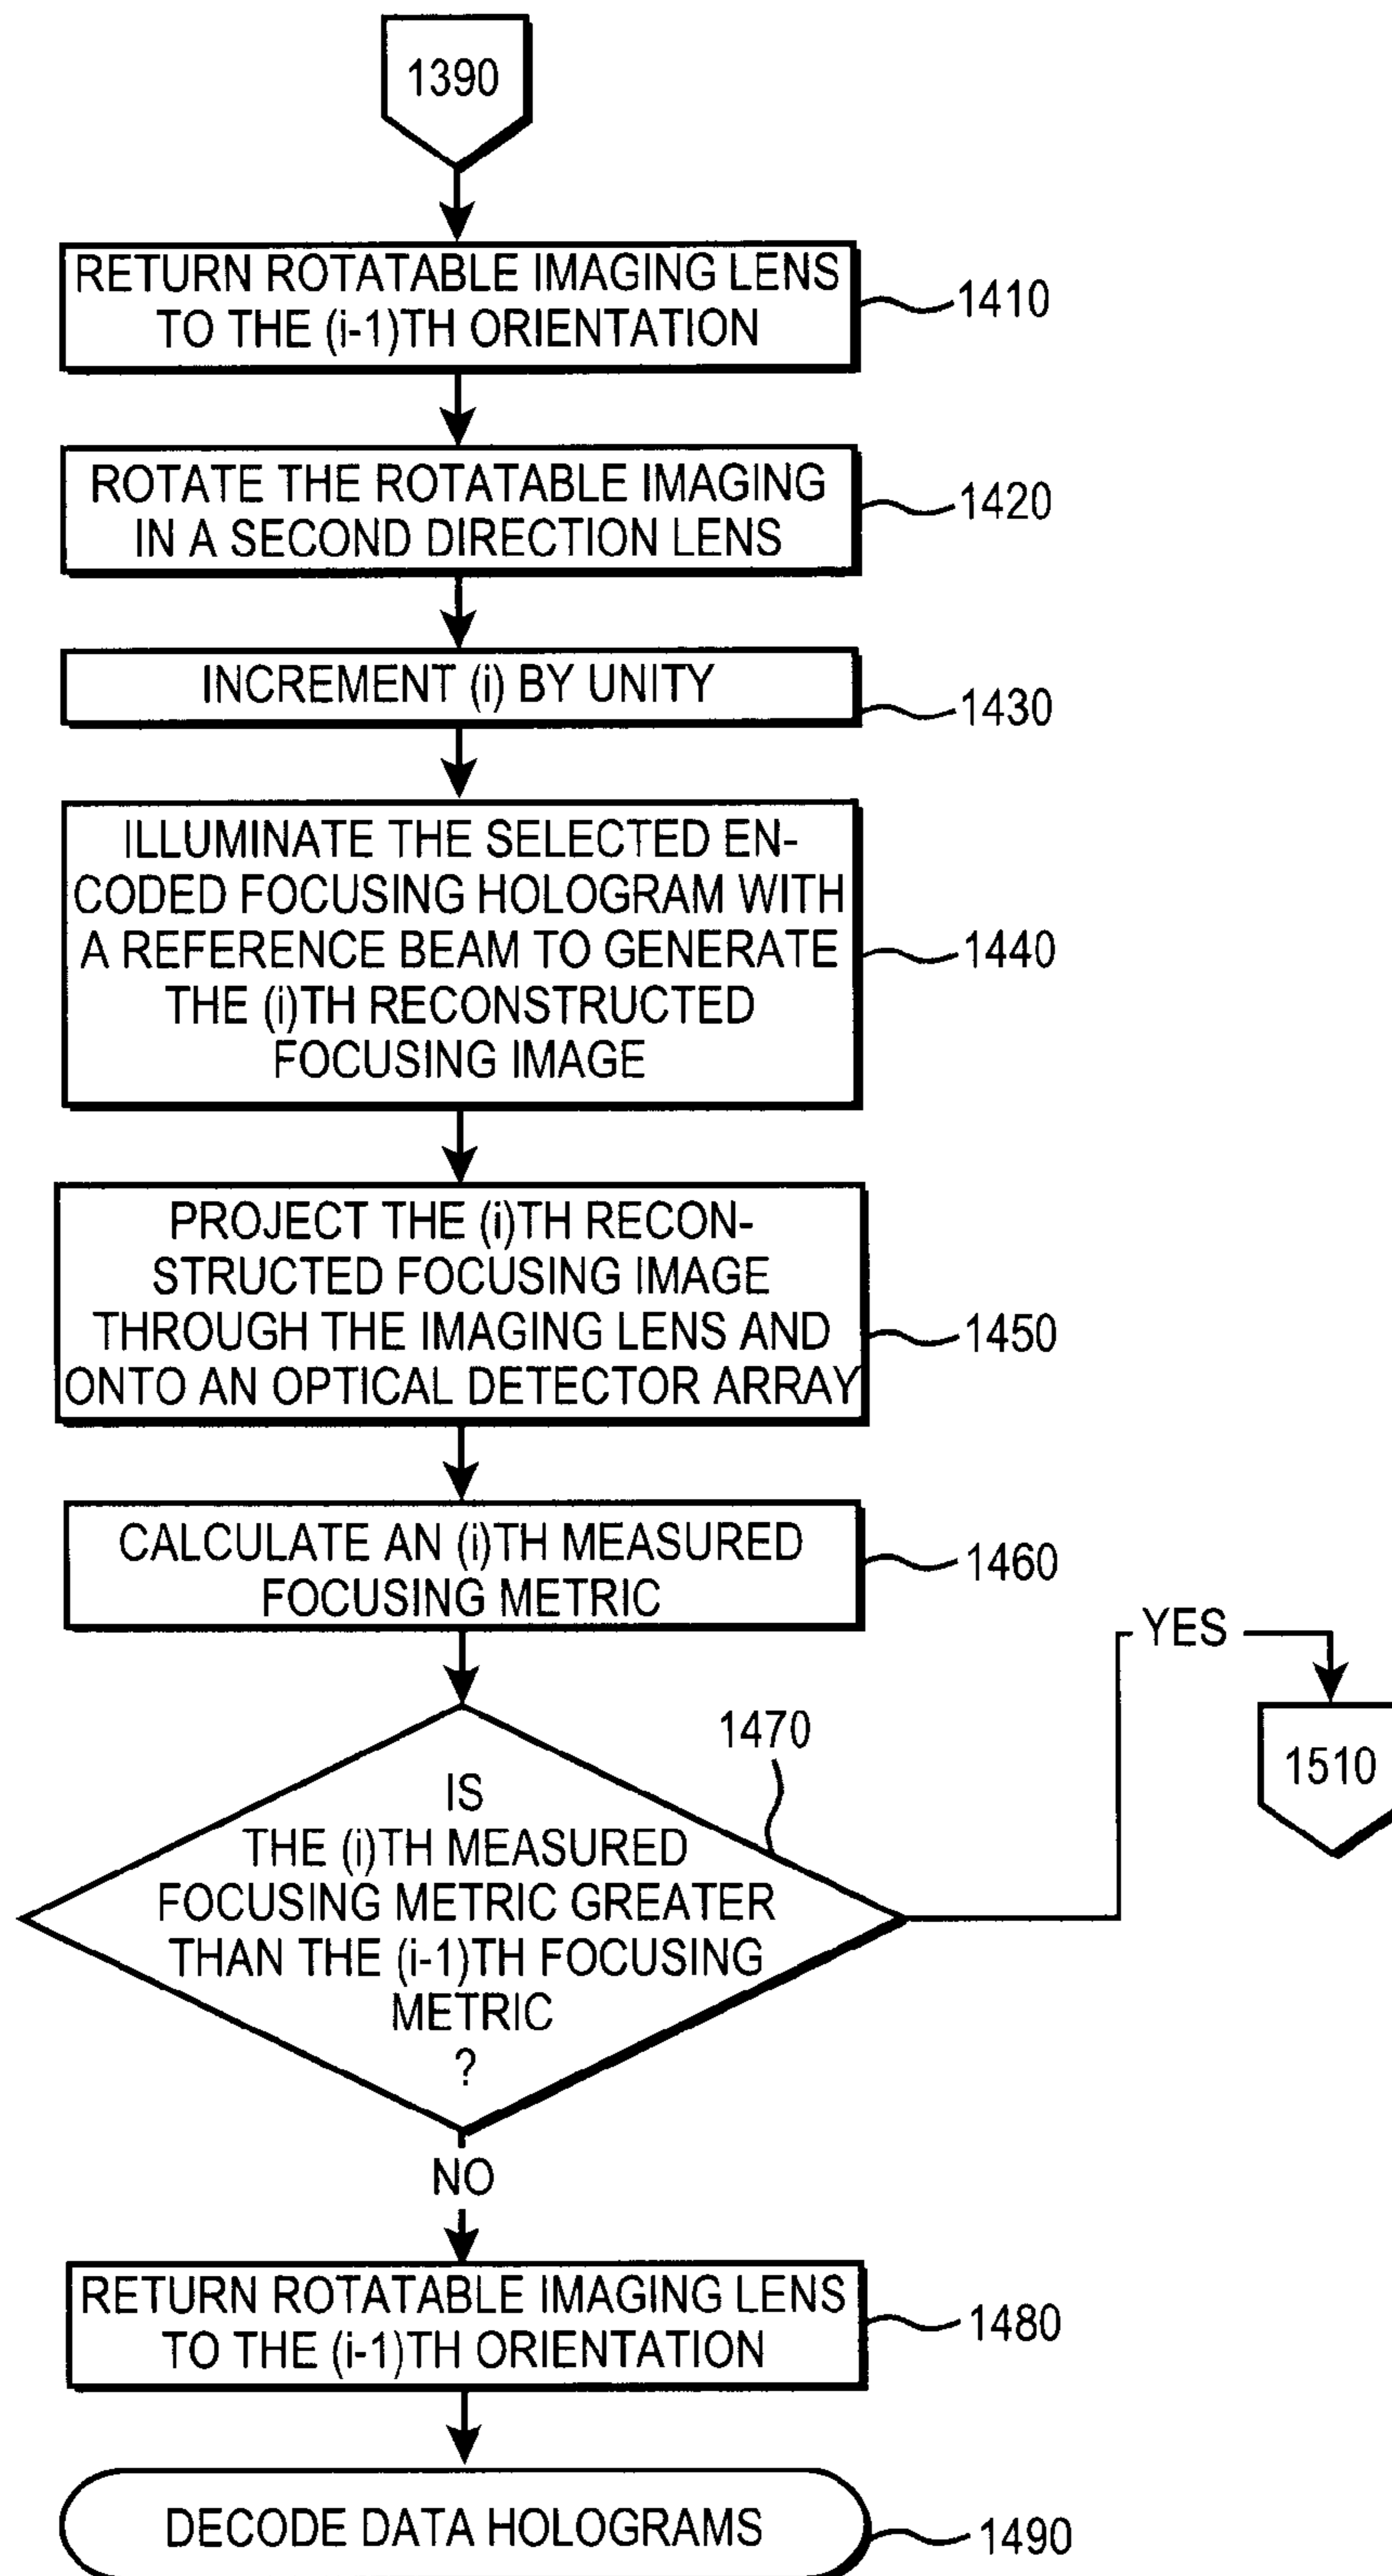 1390
RETURN ROTATABLE IMAGING LENS
TO THE (i-1)TH ORIENTATION
1410
ROTATE THE ROTATABLE IMAGING
IN A SECOND DIRECTION LENS
1420
INCREMENT (i) BY UNITY
1430
ILLUMINATE THE SELECTED EN-
CODED FOCUSING HOLOGRAM WITH
A REFERENCE BEAM TO GENERATE
THE (i)TH RECONSTRUCTED
FOCUSING IMAGE
1440
PROJECT THE (i)TH RECON-
STRUCTED FOCUSING IMAGE
THROUGH THE IMAGING LENS AND
ONTO AN OPTICAL DETECTOR ARRAY
1450
CALCULATE AN (i)TH MEASURED
FOCUSING METRIC
1460
YES
1510
1470
IS
THE (i)TH MEASURED
FOCUSING METRIC GREATER
THAN THE (i-1)TH FOCUSING
METRIC
?
NO
RETURN ROTATABLE IMAGING LENS
TO THE (i-1)TH ORIENTATION
1480
DECODE DATA HOLOGRAMS
1490